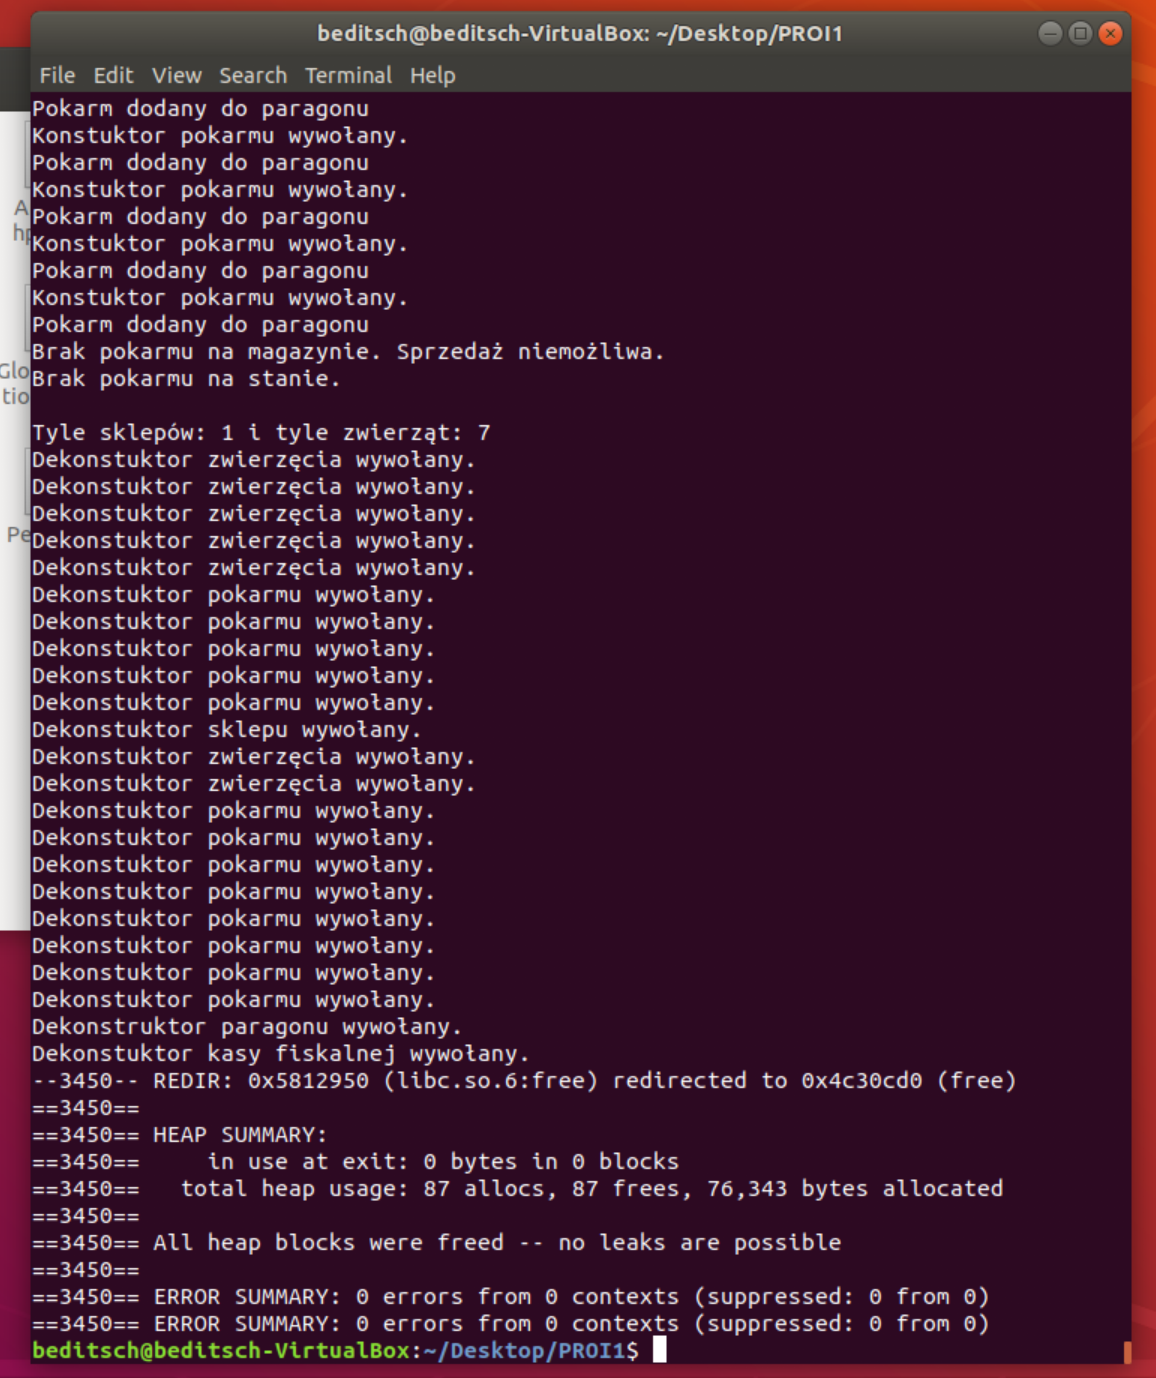 beditsch@beditsch-VirtualBox: ~/Desktop/PROI1
File Edit View Search Terminal Help
Pokarm dodany do paragonu
Konstuktor pokarmu wywołany.
Pokarm dodany do paragonu
Konstuktor pokarmu wywołany.
Pokarm dodany do paragonu
Konstuktor pokarmu wywołany.
Pokarm dodany do paragonu
Konstuktor pokarmu wywołany.
Pokarm dodany do paragonu
Brak pokarmu na magazynie. Sprzedaż niemożliwa.
Brak pokarmu na stanie.
Tyle sklepów: 1 i tyle zwierząt: 7
Dekonstuktor zwierzęcia wywołany.
Dekonstuktor zwierzęcia wywołany.
Dekonstuktor zwierzęcia wywołany.
Dekonstuktor zwierzęcia wywołany.
Dekonstuktor zwierzęcia wywołany.
Dekonstuktor pokarmu wywołany.
Dekonstuktor pokarmu wywołany.
Dekonstuktor pokarmu wywołany.
Dekonstuktor pokarmu wywołany.
Dekonstuktor pokarmu wywołany.
Dekonstuktor sklepu wywołany.
Dekonstuktor zwierzęcia wywołany.
Dekonstuktor zwierzęcia wywołany.
Dekonstuktor pokarmu wywołany.
Dekonstuktor pokarmu wywołany.
Dekonstuktor pokarmu wywołany.
Dekonstuktor pokarmu wywołany.
Dekonstuktor pokarmu wywołany.
Dekonstuktor pokarmu wywołany.
Dekonstuktor pokarmu wywołany.
Dekonstuktor pokarmu wywołany.
Dekonstruktor paragonu wywołany.
Dekonstuktor kasy fiskalnej wywołany.
--3450-- REDIR: 0x5812950 (libc.so.6:free) redirected to 0x4c30cd0 (free)
==3450==
==3450== HEAP SUMMARY:
==3450==     in use at exit: 0 bytes in 0 blocks
==3450==   total heap usage: 87 allocs, 87 frees, 76,343 bytes allocated
==3450==
==3450== All heap blocks were freed -- no leaks are possible
==3450==
==3450== ERROR SUMMARY: 0 errors from 0 contexts (suppressed: 0 from 0)
==3450== ERROR SUMMARY: 0 errors from 0 contexts (suppressed: 0 from 0)
beditsch@beditsch-VirtualBox:~/Desktop/PROI1$